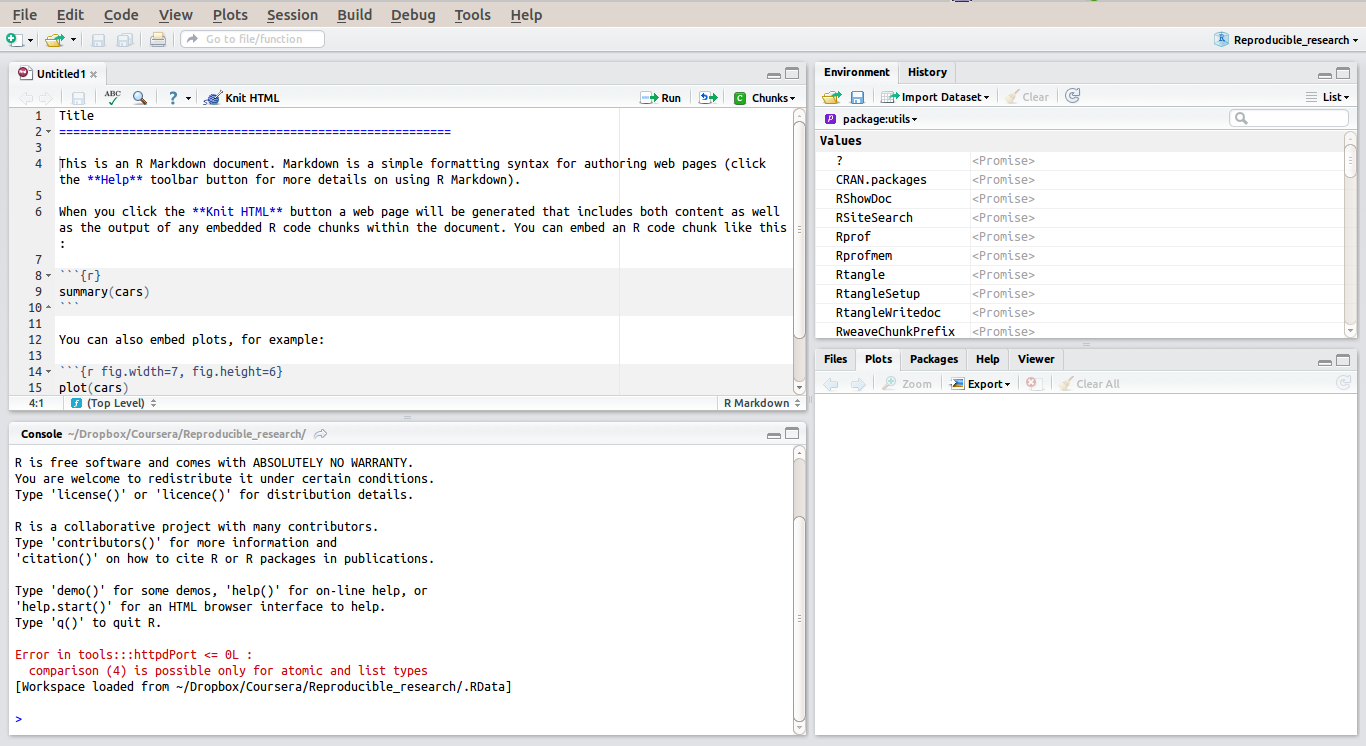 File Edit Code View Plots Session Build Debug Tools Help
Go to file/function
Reproducible_research
Untitled1
ABC
? Knit HTML Run Chunks
1 Title
2 ========================================================
3
4 This is an R Markdown document. Markdown is a simple formatting syntax for authoring web pages (click
the **Help** toolbar button for more details on using R Markdown).
5
6 When you click the **Knit HTML** button a web page will be generated that includes both content as well
as the output of any embedded R code chunks within the document. You can embed an R code chunk like this
:
7
8 ```{r}
9 summary(cars)
10 ```
11
12 You can also embed plots, for example:
13
14 ```{r fig.width=7, fig.height=6}
15 plot(cars)
4:1 (Top Level) R Markdown
Console ~/Dropbox/Coursera/Reproducible_research/
R is free software and comes with ABSOLUTELY NO WARRANTY.
You are welcome to redistribute it under certain conditions.
Type 'license()' or 'licence()' for distribution details.
R is a collaborative project with many contributors.
Type 'contributors()' for more information and
'citation()' on how to cite R or R packages in publications.
Type 'demo()' for some demos, 'help()' for on-line help, or
'help.start()' for an HTML browser interface to help.
Type 'q()' to quit R.
Error in tools:::httpdPort <= 0L :
comparison (4) is possible only for atomic and list types
[Workspace loaded from ~/Dropbox/Coursera/Reproducible_research/.RData]
>
Environment History
Import Dataset Clear List
package:utils
Values
? <Promise>
CRAN.packages <Promise>
RShowDoc <Promise>
RSiteSearch <Promise>
Rprof <Promise>
Rprofmem <Promise>
Rtangle <Promise>
RtangleSetup <Promise>
RtangleWritedoc <Promise>
RweaveChunkPrefix <Promise>
Files Plots Packages Help Viewer
Zoom Export Clear All